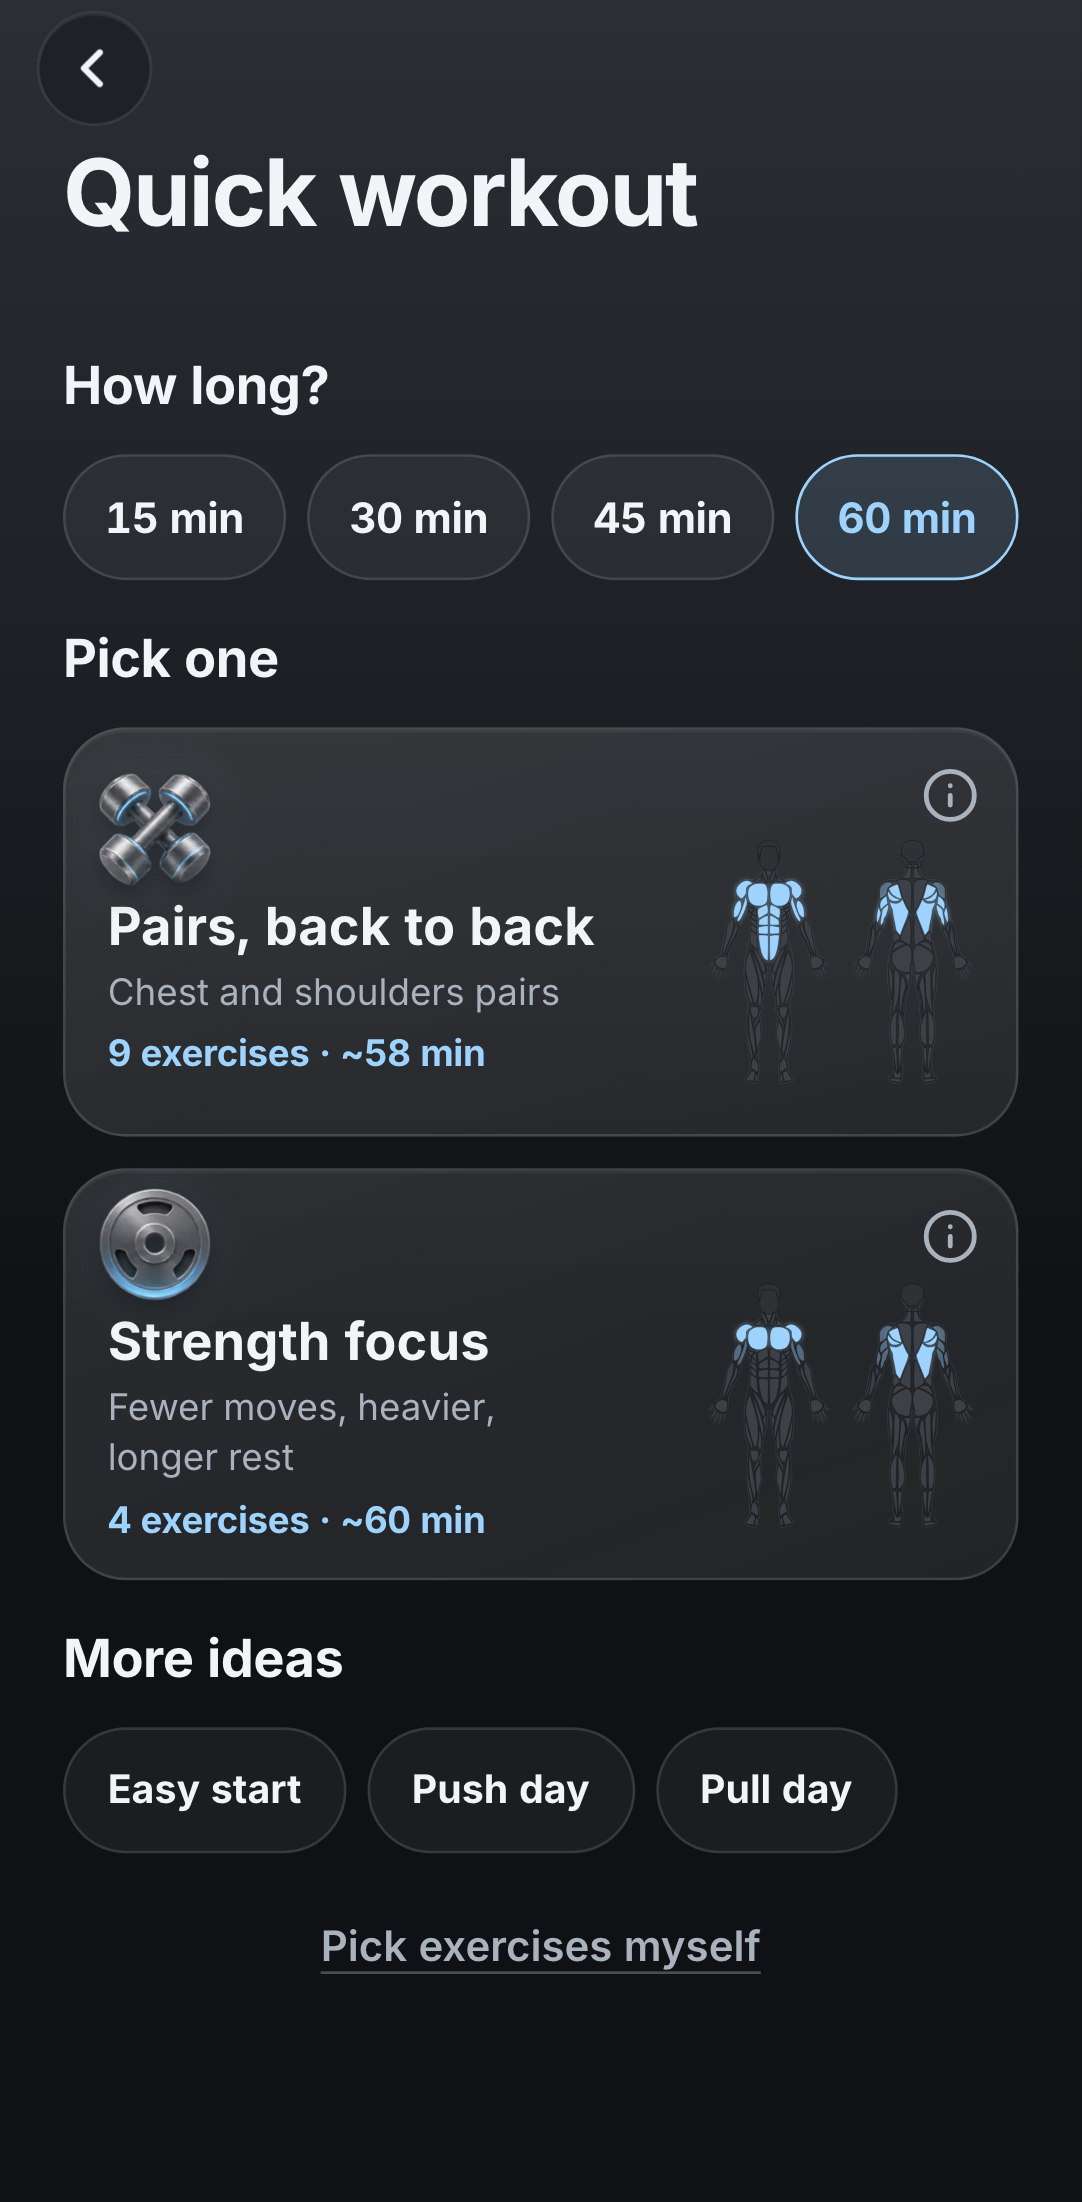 Quick workout
How long?
15 min
30 min
45 min
60 min
Pick one
Pairs, back to back
Chest and shoulders pairs
9 exercises · ~58 min
Strength focus
Fewer moves, heavier,
longer rest
4 exercises · ~60 min
More ideas
Easy start
Push day
Pull day
Pick exercises myself